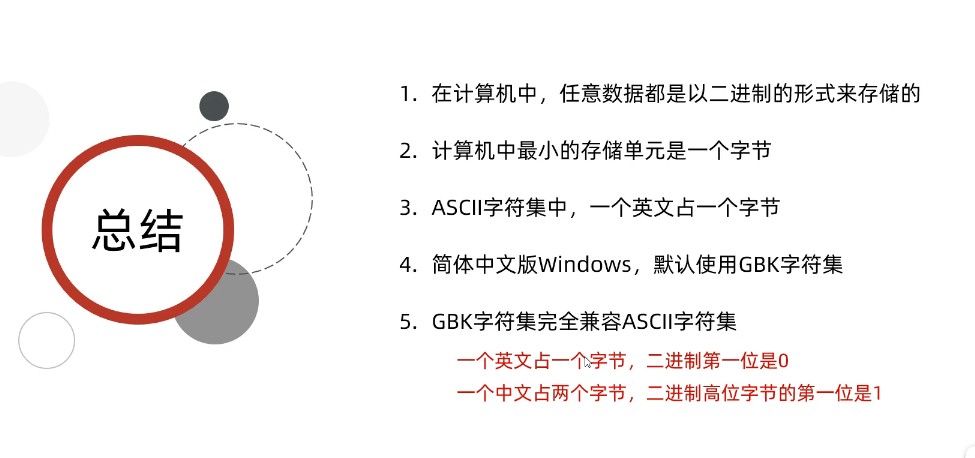 总结
1. 在计算机中，任意数据都是以二进制的形式来存储的
2. 计算机中最小的存储单元是一个字节
3. ASCII字符集中，一个英文占一个字节
4. 简体中文版Windows，默认使用GBK字符集
5. GBK字符集完全兼容ASCII字符集
一个英文占一个字节，二进制第一位是0
一个中文占两个字节，二进制高位字节的第一位是1